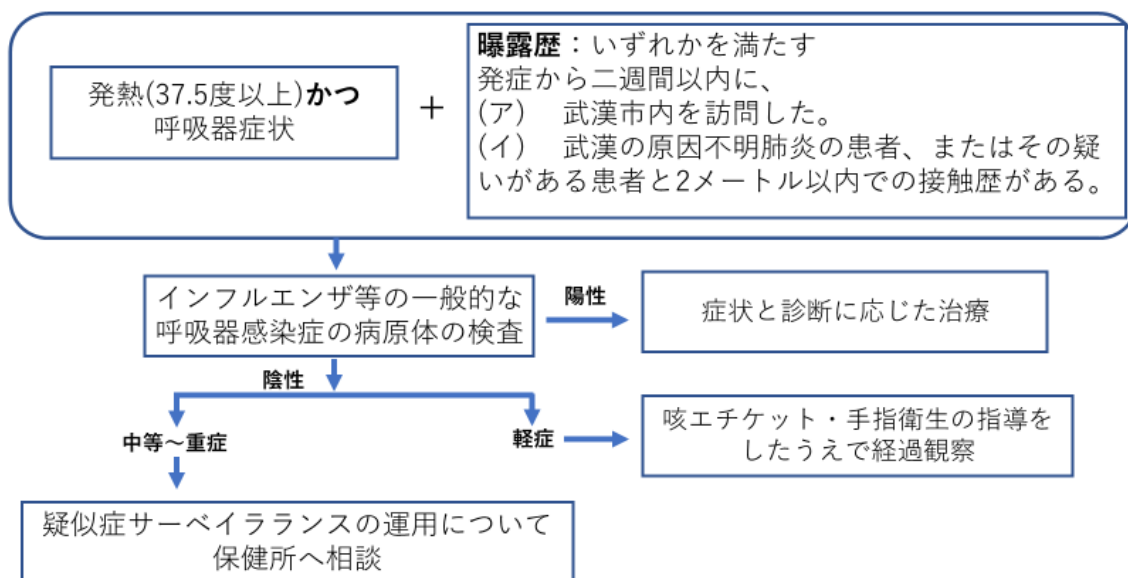 発熱(37.5度以上)かつ
呼吸器症状
+
曝露歴：いずれかを満たす
発症から二週間以内に、
(ア)　武漢市内を訪問した。
(イ)　武漢の原因不明肺炎の患者、またはその疑
いがある患者と2メートル以内での接触歴がある。
インフルエンザ等の一般的な
呼吸器感染症の病原体の検査
陽性
症状と診断に応じた治療
陰性
中等～重症
軽症
咳エチケット・手指衛生の指導を
したうえで経過観察
疑似症サーベイラランスの運用について
保健所へ相談